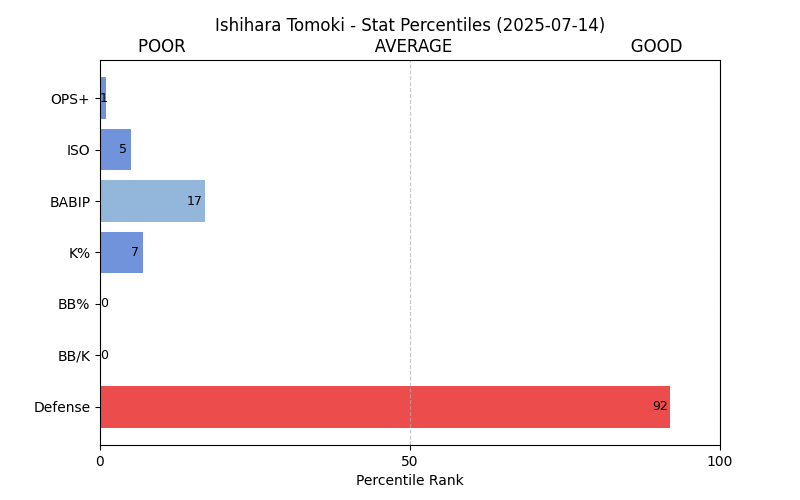 Ishihara Tomoki - Stat Percentiles (2025-07-14)
POOR AVERAGE GOOD
OPS+ 1
ISO 5
BABIP 17
K% 7
BB% 0
BB/K 0
Defense 92
0 50 100
Percentile Rank